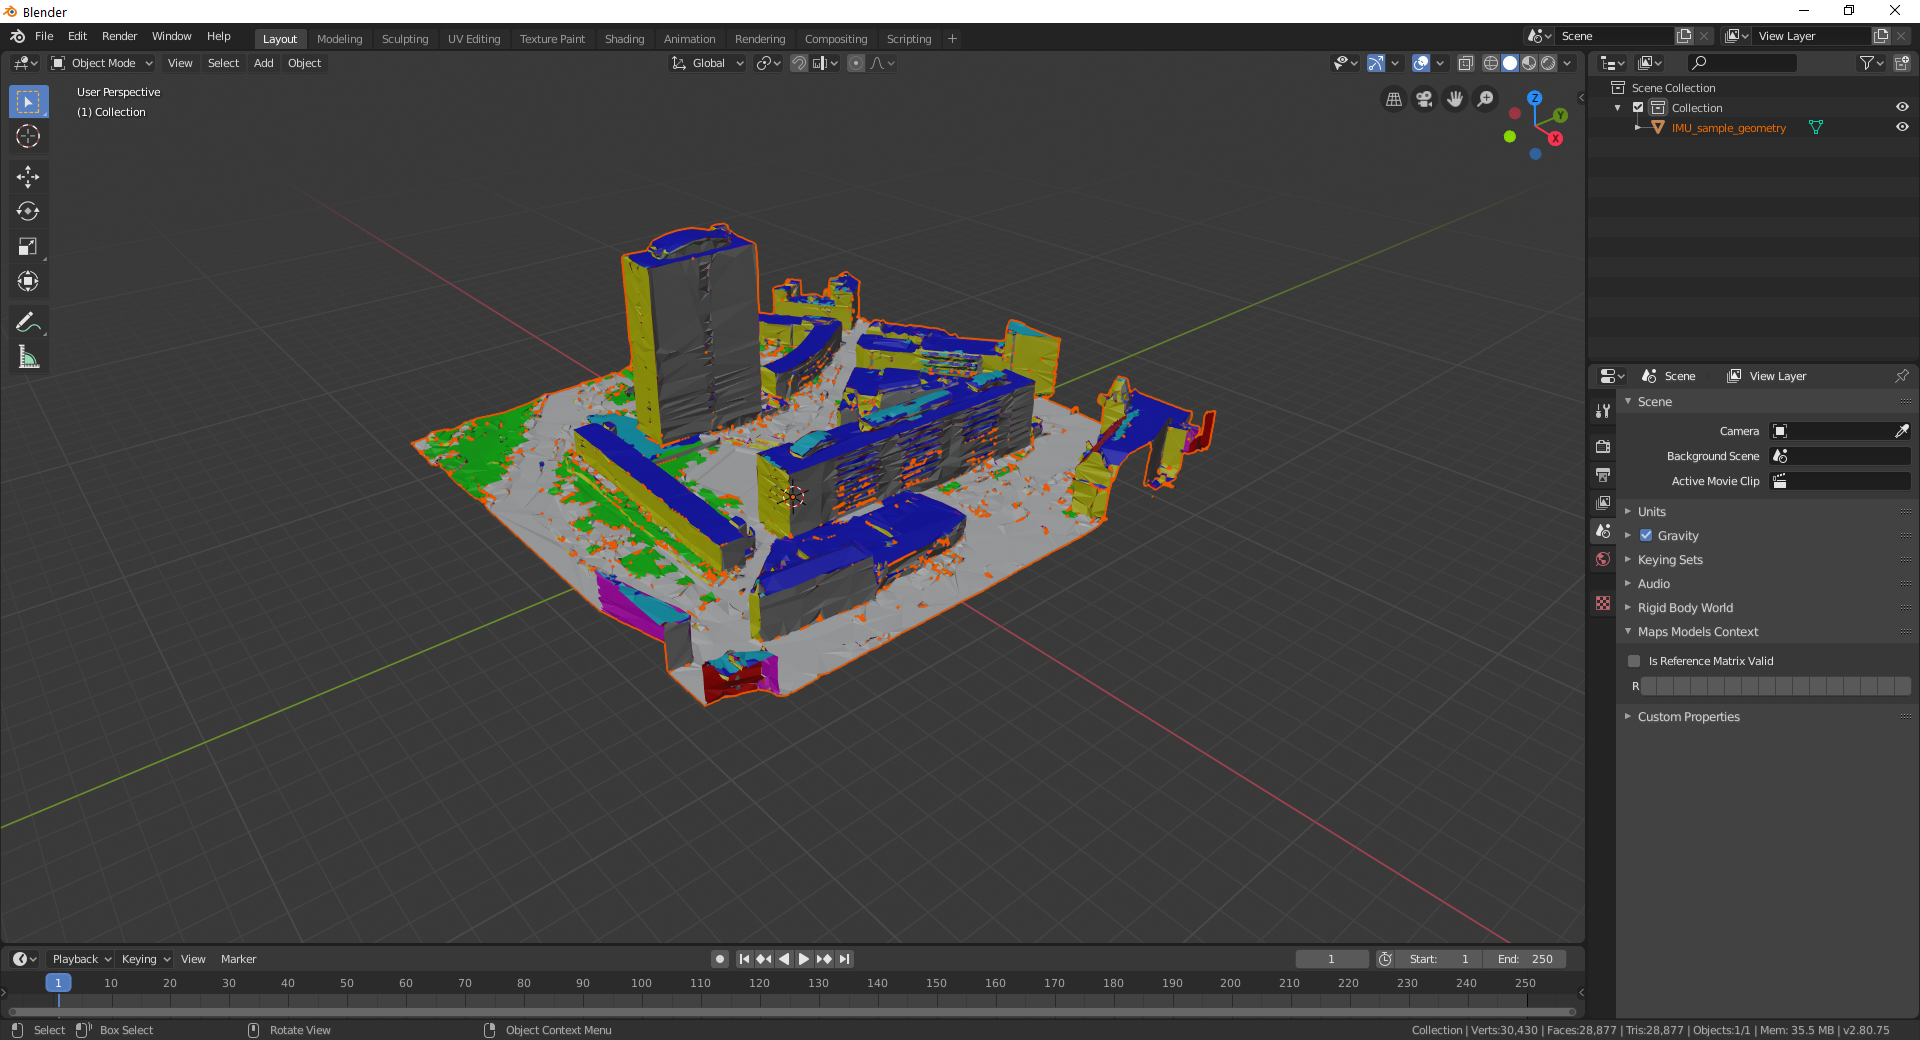 Blender
File Edit Render Window Help
Layout Modeling Sculpting UV Editing Texture Paint Shading Animation Rendering Compositing Scripting +
Scene
View Layer
Object Mode View Select Add Object
Global
User Perspective
(1) Collection
Z
Y
X
Scene Collection
Collection
IMU_sample_geometry
Scene View Layer
Scene
Camera
Background Scene
Active Movie Clip
Units
Gravity
Keying Sets
Audio
Rigid Body World
Maps Models Context
Is Reference Matrix Valid
R
Custom Properties
Playback Keying View Marker
1
Start: 1
End: 250
1 10 20 30 40 50 60 70 80 90 100 110 120 130 140 150 160 170 180 190 200 210 220 230 240 250
Select Box Select Rotate View Object Context Menu
Collection | Verts:30,430 | Faces:28,877 | Tris:28,877 | Objects:1/1 | Mem: 35.5 MB | v2.80.75